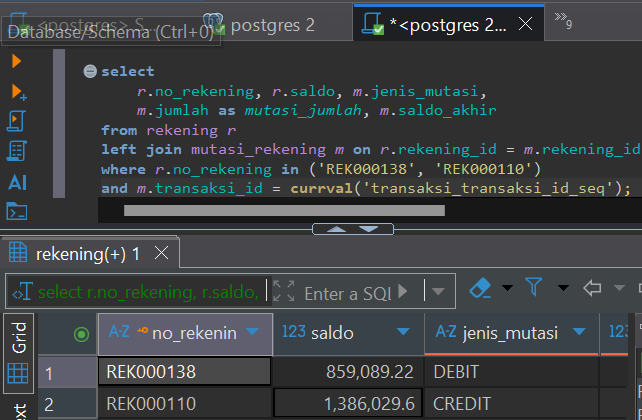 <postgres> S...
postgres 2
*<postgres 2...
9
Database/Schema (Ctrl+0)
select
r.no_rekening, r.saldo, m.jenis_mutasi,
m.jumlah as mutasi_jumlah, m.saldo_akhir
from rekening r
left join mutasi_rekening m on r.rekening_id = m.rekening_id
where r.no_rekening in ('REK000138', 'REK000110')
and m.transaksi_id = currval('transaksi_transaksi_id_seq');
AI
rekening(+) 1
select r.no_rekening, r.saldo,
Enter a SQL
Grid
A-Z no_rekenin
123 saldo
A-Z jenis_mutasi
123
1 REK000138 859,089.22 DEBIT
2 REK000110 1,386,029.6 CREDIT